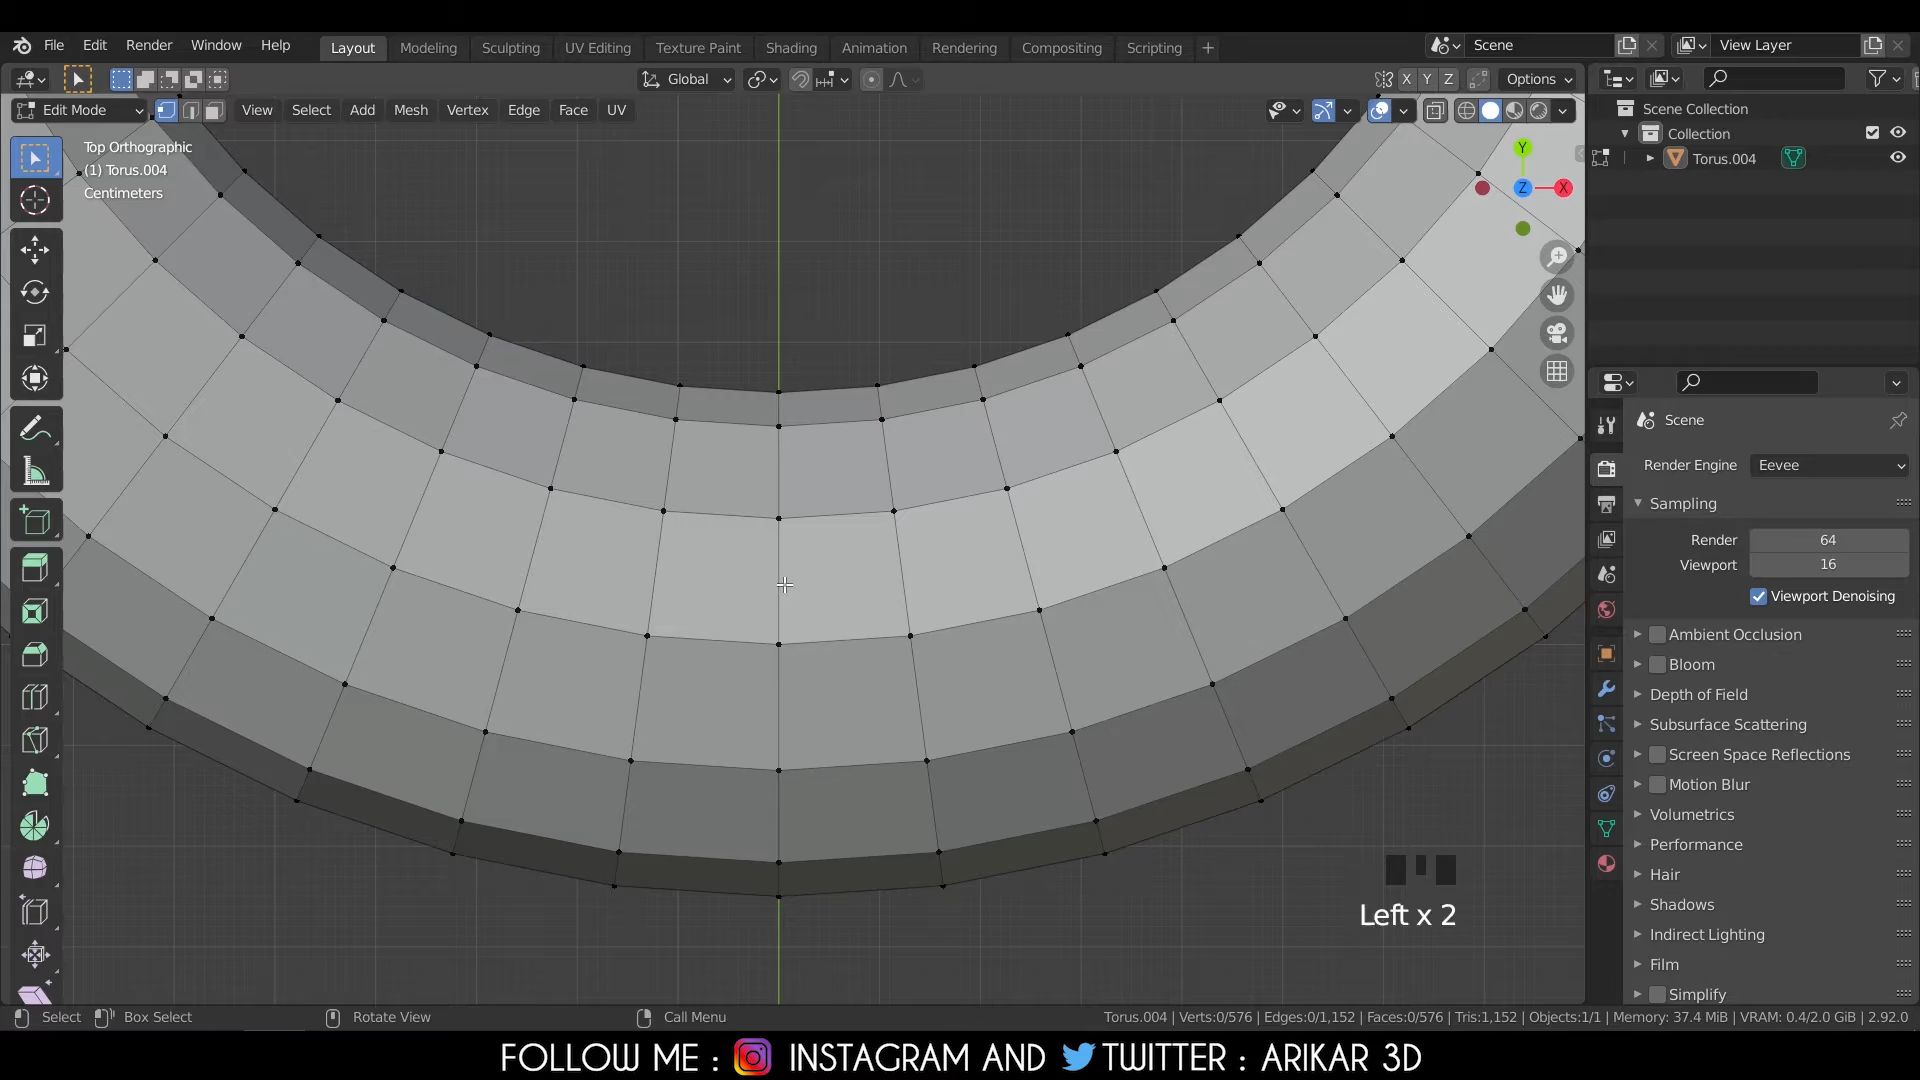 File Edit Render Window Help Layout Modeling Sculpting UV Editing Texture Paint Shading Animation Rendering Compositing Scripting + Scene View Layer
Global X Y Z Options
Edit Mode View Select Add Mesh Vertex Edge Face UV
Scene Collection
Collection
Torus.004
Top Orthographic
(1) Torus.004
Centimeters
Y
Z X
Scene
Render Engine Eevee
Sampling
Render 64
Viewport 16
Viewport Denoising
Ambient Occlusion
Bloom
Depth of Field
Subsurface Scattering
Screen Space Reflections
Motion Blur
Volumetrics
Performance
Hair
Shadows
Indirect Lighting
Film
Simplify
Left x 2
Select Box Select Rotate View Call Menu Torus.004 | Verts:0/576 | Edges:0/1,152 | Faces:0/576 | Tris:1,152 | Objects:1/1 | Memory: 37.4 MiB | VRAM: 0.4/2.0 GiB | 2.92.0
FOLLOW ME : INSTAGRAM AND TWITTER : ARIKAR 3D